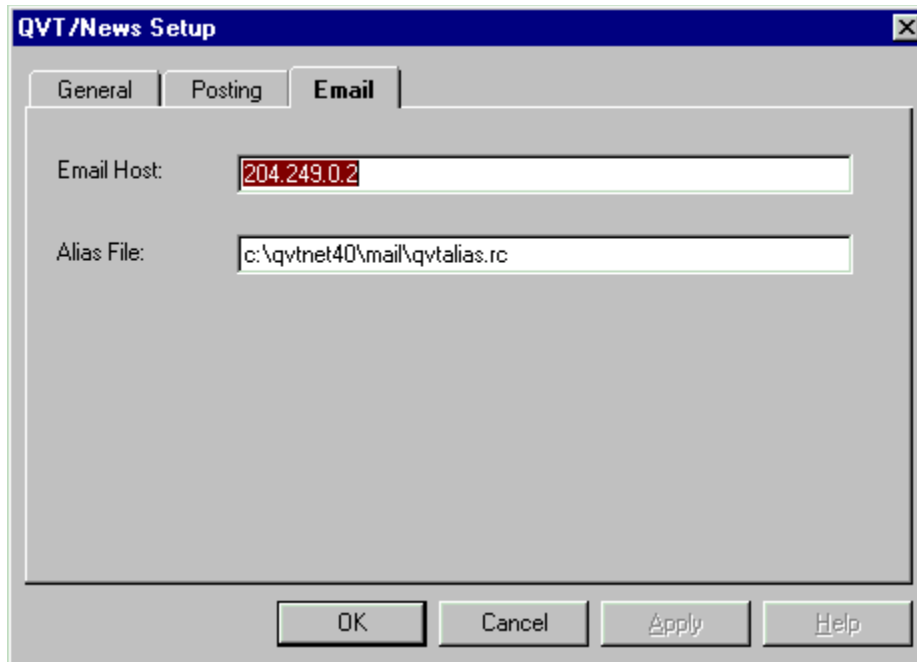 QVT/News Setup
General Posting Email
Email Host: 204.249.0.2
Alias File: c:\qvtnet40\mail\qvtalias.rc
OK Cancel Apply Help